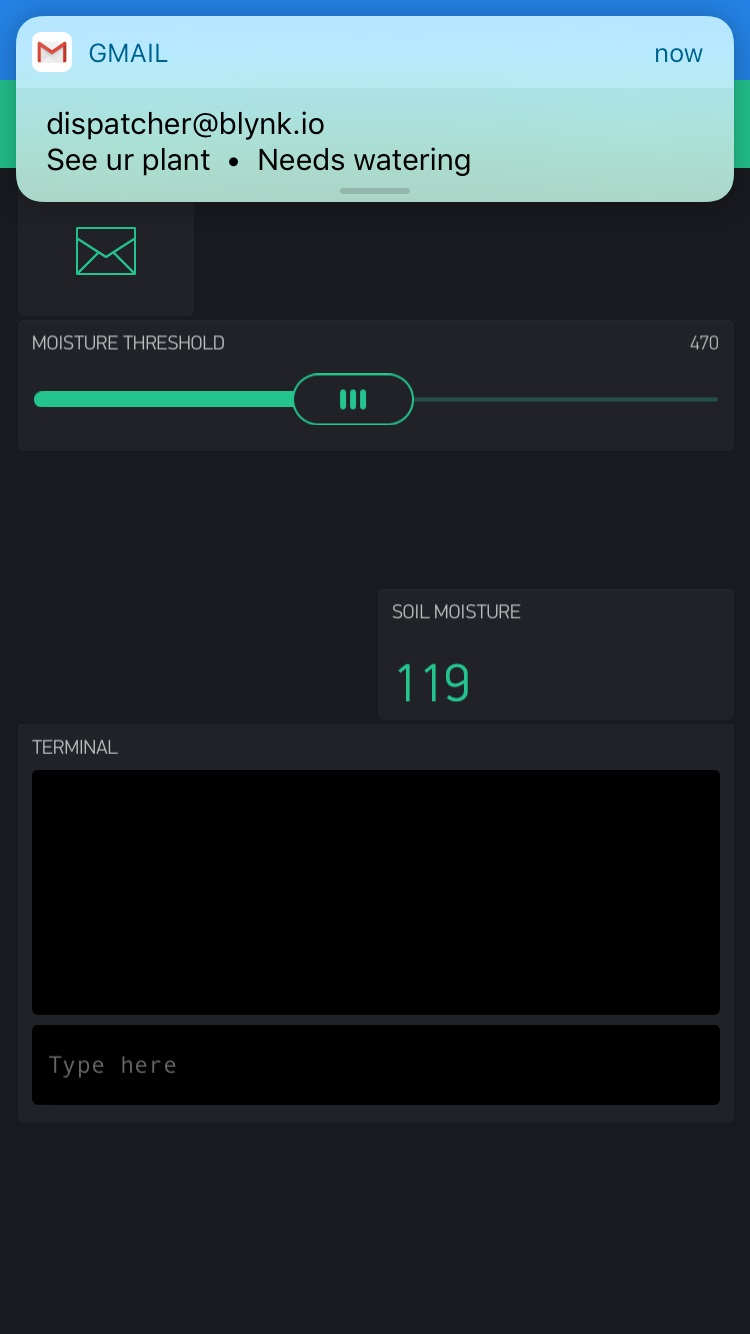 GMAIL now
dispatcher@blynk.io
See ur plant • Needs watering
MOISTURE THRESHOLD 470
SOIL MOISTURE
119
TERMINAL
Type here